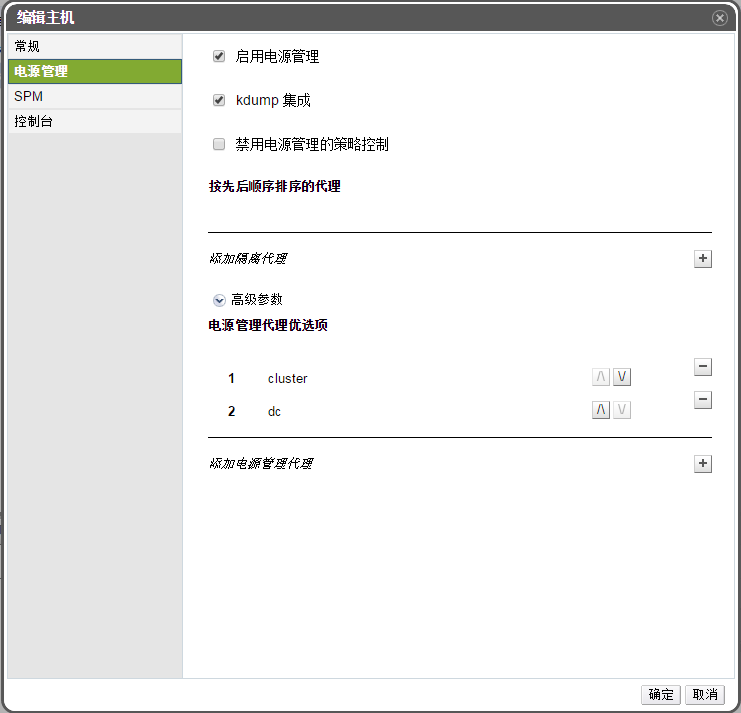 编辑主机
常规
电源管理
SPM
控制台
启用电源管理
kdump 集成
禁用电源管理的策略控制
按先后顺序排序的代理
添加隔离代理
高级参数
电源管理代理优选项
1 cluster
2 dc
添加电源管理代理
确定 取消